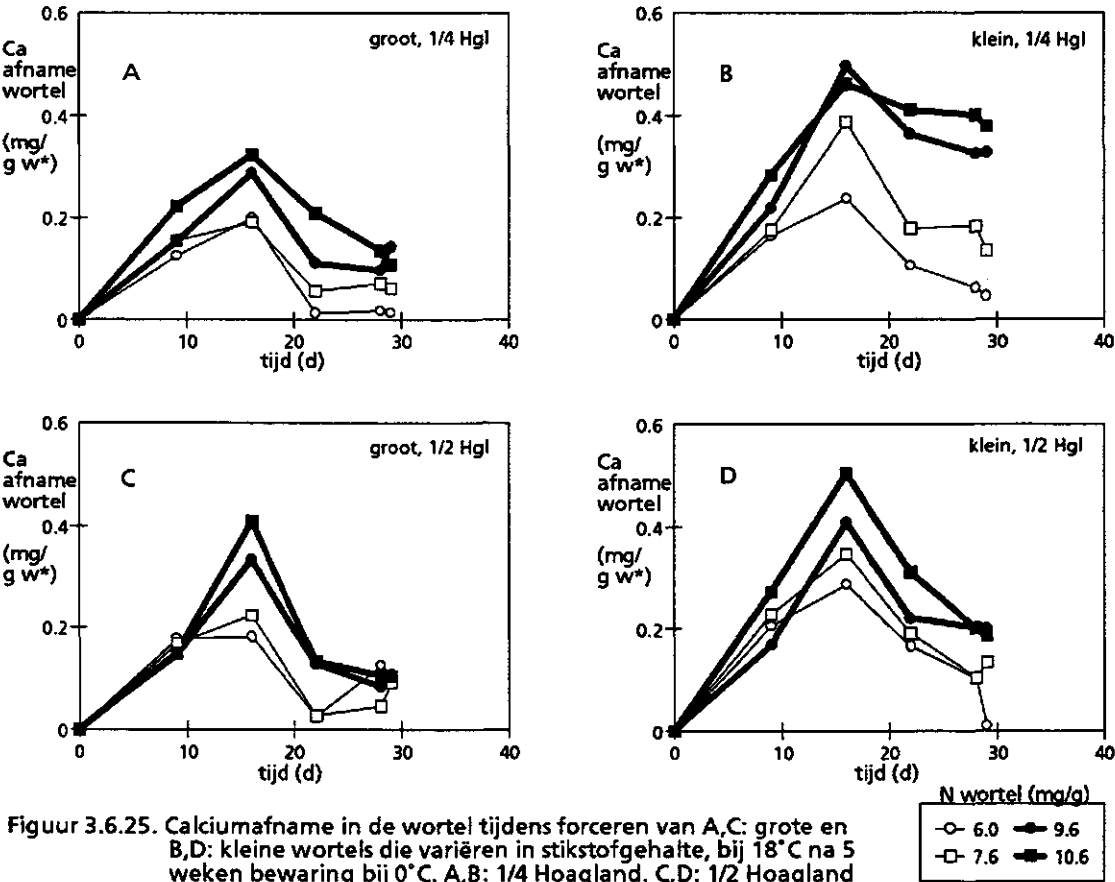 0.6
groot, 1/4 Hgl
Ca
afname
wortel
A
0.4
(mg/
g w*)
0.2
0
0
10
20
30
40
tijd (d)
0.6
klein, 1/4 Hgl
Ca
afname
wortel
B
0.4
(mg/
g w*)
0.2
0
0
10
20
30
40
tijd (d)
0.6
groot, 1/2 Hgl
Ca
afname
wortel
C
0.4
(mg/
g w*)
0.2
0
0
10
20
30
40
tijd (d)
0.6
klein, 1/2 Hgl
Ca
afname
wortel
D
0.4
(mg/
g w*)
0.2
0
0
10
20
30
40
tijd (d)
N wortel (mg/g)
6.0
9.6
7.6
10.6
Figuur 3.6.25. Calciumafname in de wortel tijdens forceren van A,C: grote en
B,D: kleine wortels die variëren in stikstofgehalte, bij 18°C na 5
weken bewaring bij 0°C. A,B: 1/4 Hoagland, C,D: 1/2 Hoagland